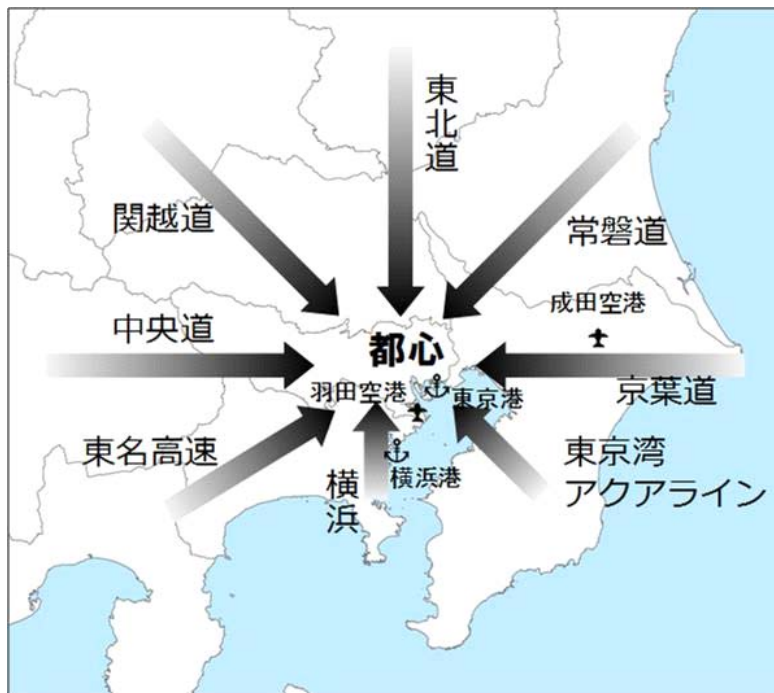 東北道
関越道
常磐道
成田空港
中央道
都心
羽田空港
東京港
京葉道
東名高速
横浜港
横浜
東京湾
アクアライン